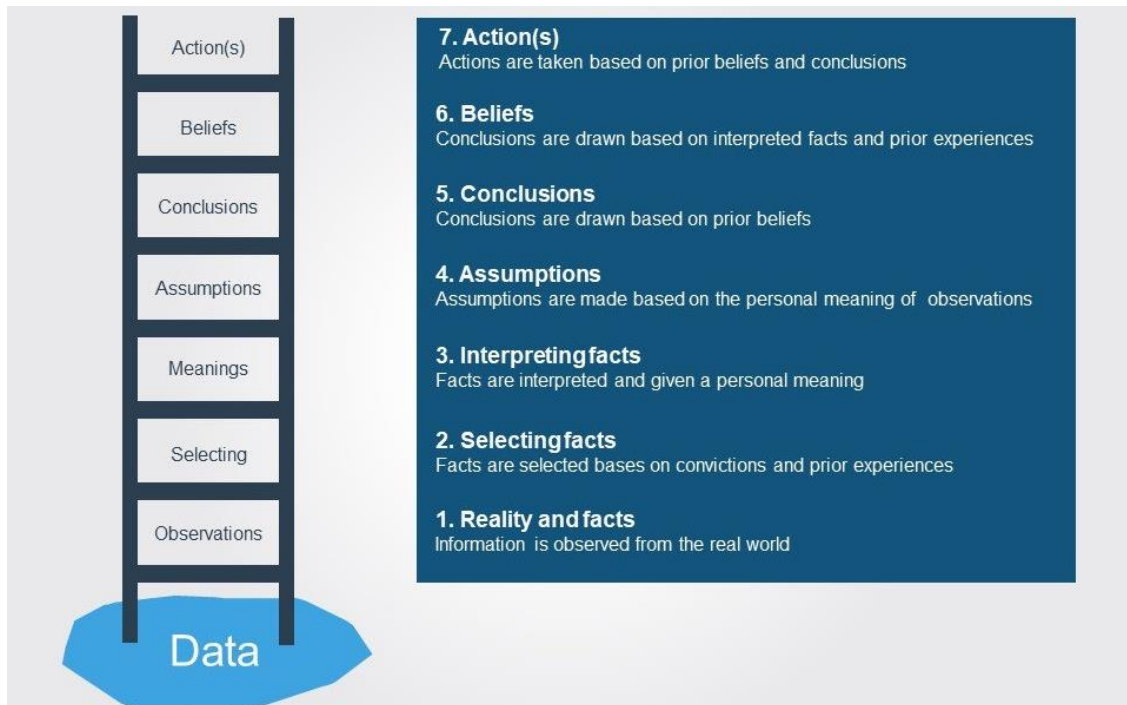 Action(s)
Beliefs
Conclusions
Assumptions
Meanings
Selecting
Observations
Data
7. Action(s)
Actions are taken based on prior beliefs and conclusions
6. Beliefs
Conclusions are drawn based on interpreted facts and prior experiences
5. Conclusions
Conclusions are drawn based on prior beliefs
4. Assumptions
Assumptions are made based on the personal meaning of observations
3. Interpreting facts
Facts are interpreted and given a personal meaning
2. Selecting facts
Facts are selected bases on convictions and prior experiences
1. Reality and facts
Information is observed from the real world